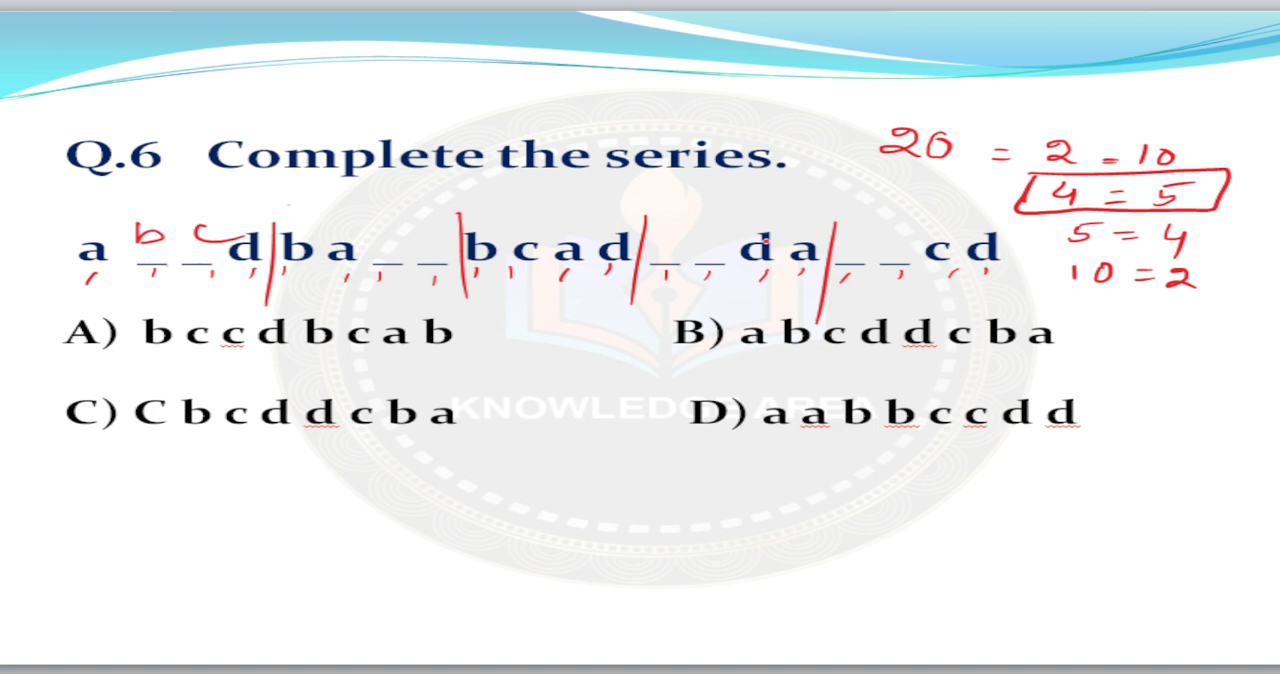 Q.6 Complete the series.
20 = 2 = 10
4 = 5
5 = 4
10 = 2
b c
a _ _ d b a _ _ b c a d _ _ d a _ _ c d
A) b c c d b c a b
B) a b c d d c b a
C) C b c d d c b a
D) a a b b c c d d
KNOWLEDGE AREA